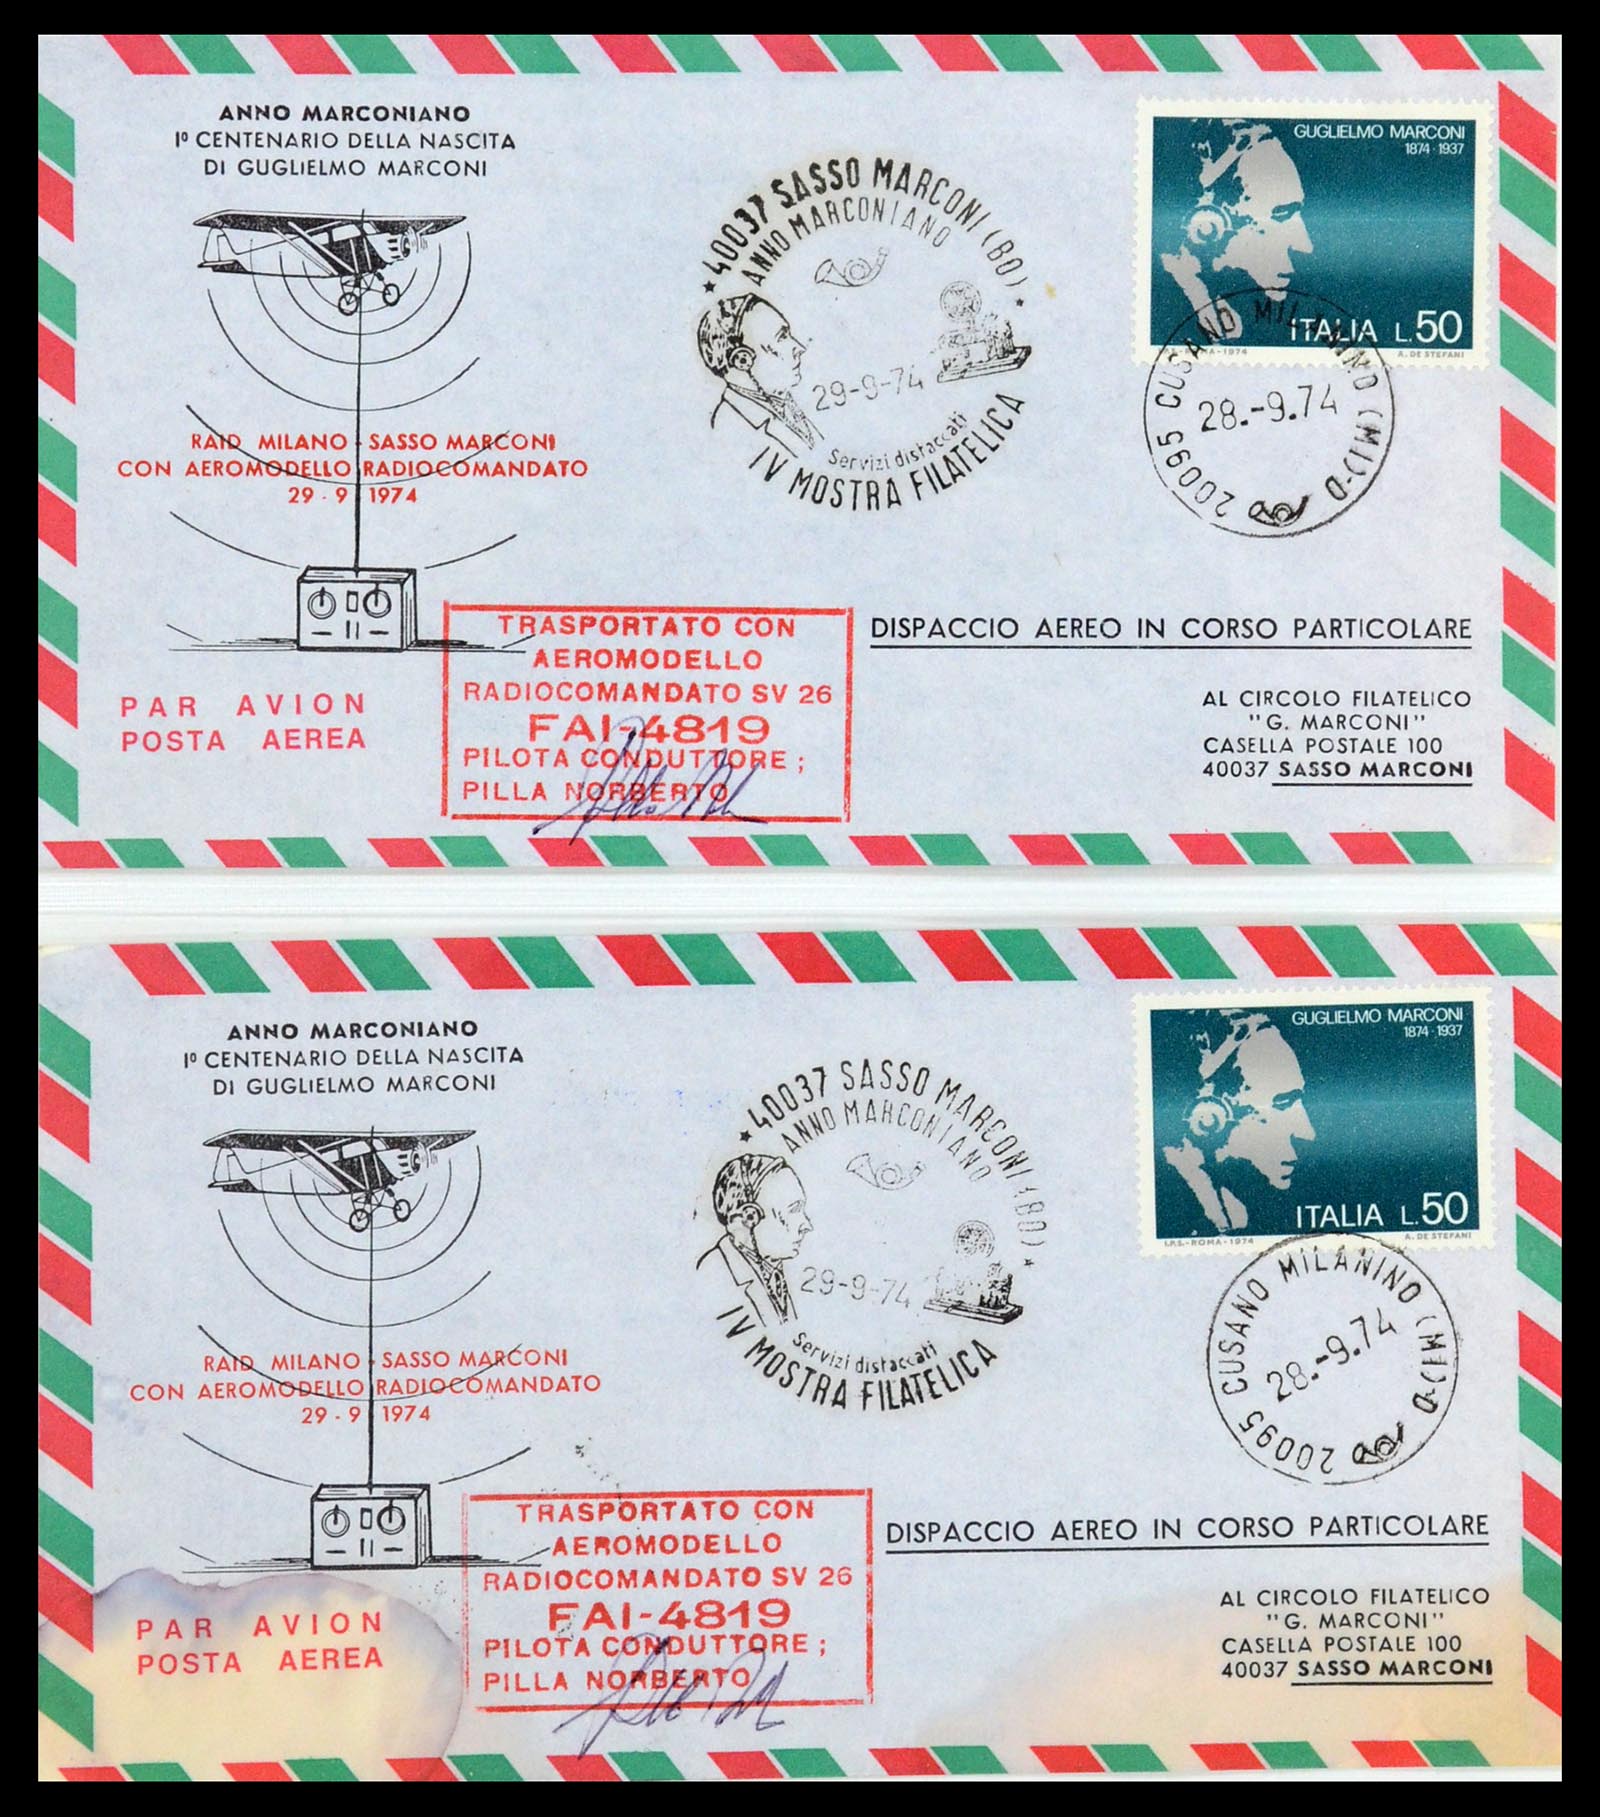 ANNO MARCONIANO
1º CENTENARIO DELLA NASCITA
DI GUGLIELMO MARCONI
RAID MILANO - SASSO MARCONI
CON AEROMODELLO RADIOCOMANDATO
29 - 9 1974
PAR AVION
POSTA AEREA
★ 40037 SASSO MARCONI (BO) ★
ANNO MARCONIANO
29-9-74
Servizi distaccati
IV MOSTRA FILATELICA
GUGLIELMO MARCONI
1874 - 1937
ITALIA L.50
I.P.S.-ROMA-1974 A. DE STEFANI
20095 CUSANO MILANINO (MI)-D
28.-9.74
TRASPORTATO CON
AEROMODELLO
RADIOCOMANDATO SV 26
FAI-4819
PILOTA CONDUTTORE ;
PILLA NORBERTO
DISPACCIO AEREO IN CORSO PARTICOLARE
AL CIRCOLO FILATELICO
"G. MARCONI"
CASELLA POSTALE 100
40037 SASSO MARCONI
ANNO MARCONIANO
1º CENTENARIO DELLA NASCITA
DI GUGLIELMO MARCONI
RAID MILANO - SASSO MARCONI
CON AEROMODELLO RADIOCOMANDATO
29 - 9 1974
PAR AVION
POSTA AEREA
★ 40037 SASSO MARCONI (BO) ★
ANNO MARCONIANO
29-9-74
Servizi distaccati
IV MOSTRA FILATELICA
GUGLIELMO MARCONI
1874 - 1937
ITALIA L.50
I.P.S.-ROMA-1974 A. DE STEFANI
20095 CUSANO MILANINO (MI)-D
28.-9.74
TRASPORTATO CON
AEROMODELLO
RADIOCOMANDATO SV 26
FAI-4819
PILOTA CONDUTTORE ;
PILLA NORBERTO
DISPACCIO AEREO IN CORSO PARTICOLARE
AL CIRCOLO FILATELICO
"G. MARCONI"
CASELLA POSTALE 100
40037 SASSO MARCONI